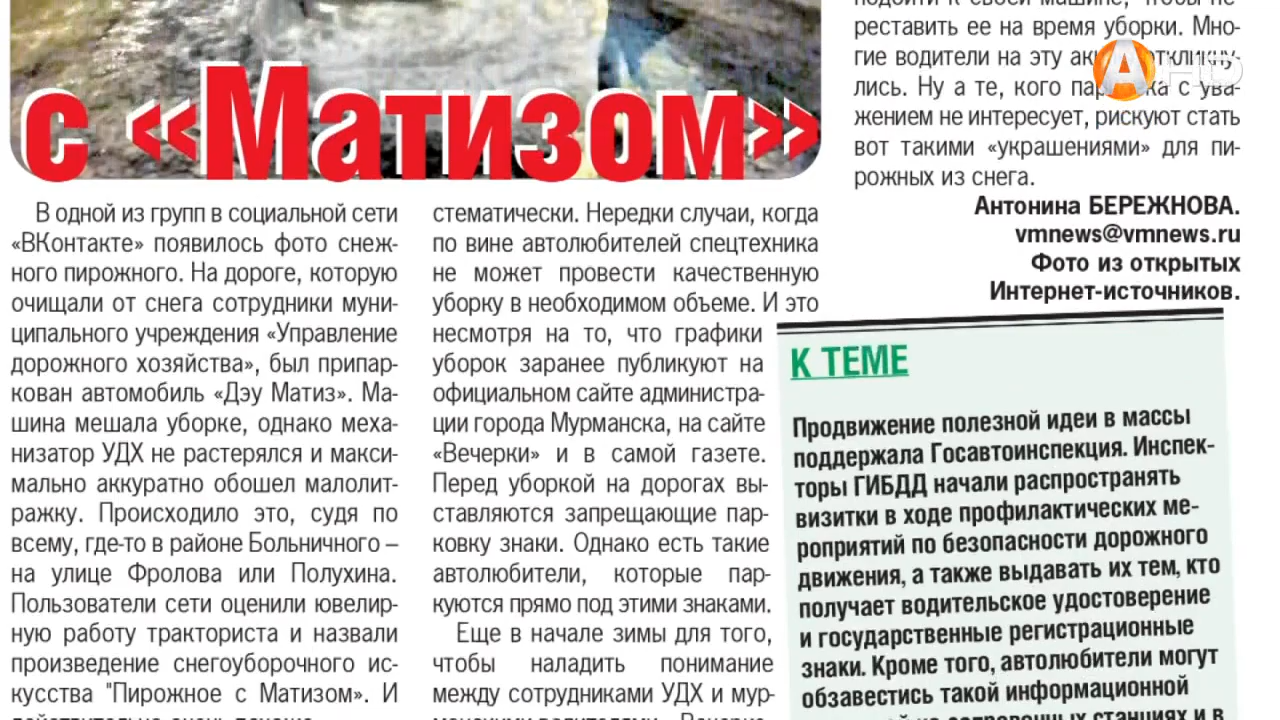 с «Матизом»
В одной из групп в социальной сети
«ВКонтакте» появилось фото снеж-
ного пирожного. На дороге, которую
очищали от снега сотрудники муни-
ципального учреждения «Управление
дорожного хозяйства», был припар-
кован автомобиль «Дэу Матиз». Ма-
шина мешала уборке, однако меха-
низатор УДХ не растерялся и макси-
мально аккуратно обошел малолит-
ражку. Происходило это, судя по
всему, где-то в районе Больничного –
на улице Фролова или Полухина.
Пользователи сети оценили ювелир-
ную работу тракториста и назвали
произведение снегоуборочного ис-
кусства "Пирожное с Матизом». И
стематически. Нередки случаи, когда
по вине автолюбителей спецтехника
не может провести качественную
уборку в необходимом объеме. И это
несмотря на то, что графики
уборок заранее публикуют на
официальном сайте администра-
ции города Мурманска, на сайте
«Вечерки» и в самой газете.
Перед уборкой на дорогах вы-
ставляются запрещающие пар-
ковку знаки. Однако есть такие
автолюбители, которые пар-
куются прямо под этими знаками.
Еще в начале зимы для того,
чтобы наладить понимание
между сотрудниками УДХ и мур-
подойти к своей машине, чтобы пе-
реставить ее на время уборки. Мно-
гие водители на эту откликну-
лись. Ну а те, кого с ува-
жением не интересует, рискуют стать
вот такими «украшениями» для пи-
рожных из снега.
Антонина БЕРЕЖНОВА.
vmnews@vmnews.ru
Фото из открытых
Интернет-источников.
А HD
К ТЕМЕ
Продвижение полезной идеи в массы
поддержала Госавтоинспекция. Инспек-
торы ГИБДД начали распространять
визитки в ходе профилактических ме-
роприятий по безопасности дорожного
движения, а также выдавать их тем, кто
получает водительское удостоверение
и государственные регистрационные
знаки. Кроме того, автолюбители могут
обзавестись такой информационной